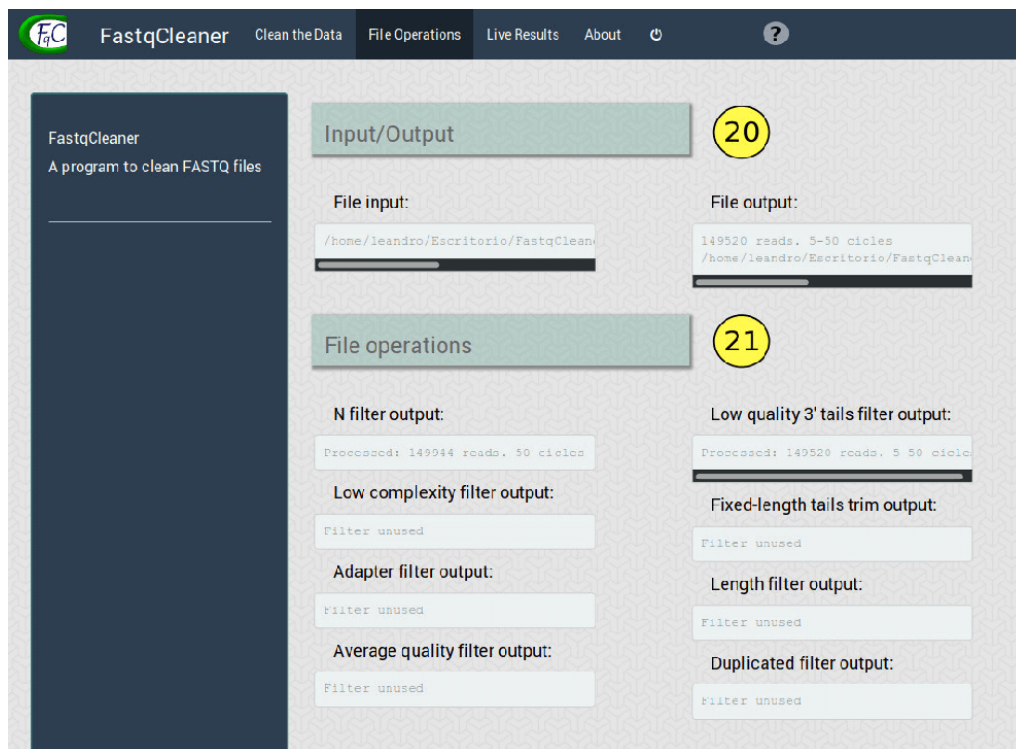 FqC FastqCleaner Clean the Data File Operations Live Results About ?
FastqCleaner
A program to clean FASTQ files
Input/Output
20
File input:
/home/leandro/Escritorio/FastqClean
File output:
149520 reads. 5-50 cicles
/home/leandro/Escritorio/FastqClean
File operations
21
N filter output:
Processed: 149944 reads. 50 cicles
Low complexity filter output:
Filter unused
Adapter filter output:
Filter unused
Average quality filter output:
Filter unused
Low quality 3' tails filter output:
Processed: 149520 reads. 5-50 cicle
Fixed-length tails trim output:
Filter unused
Length filter output:
Filter unused
Duplicated filter output:
Filter unused